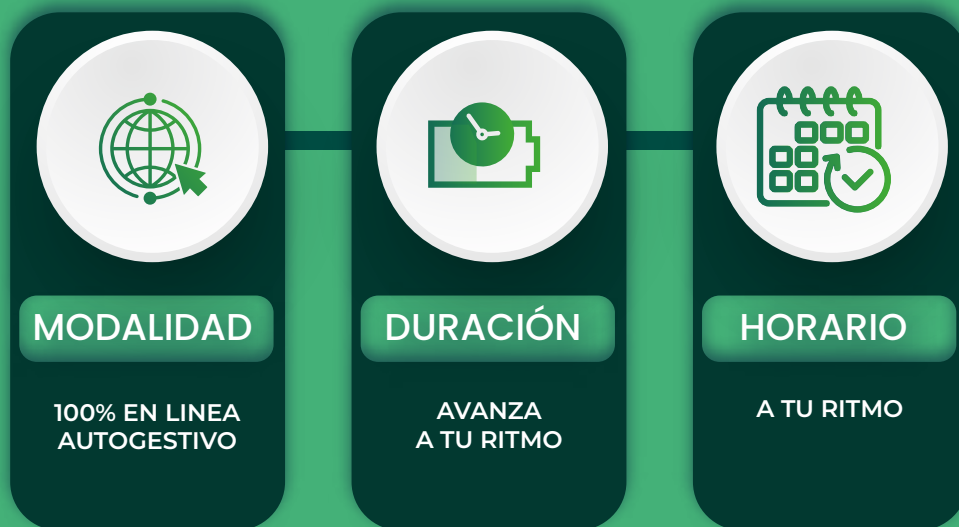 MODALIDAD
100% EN LINEA
AUTOGESTIVO
DURACIÓN
AVANZA
A TU RITMO
HORARIO
A TU RITMO